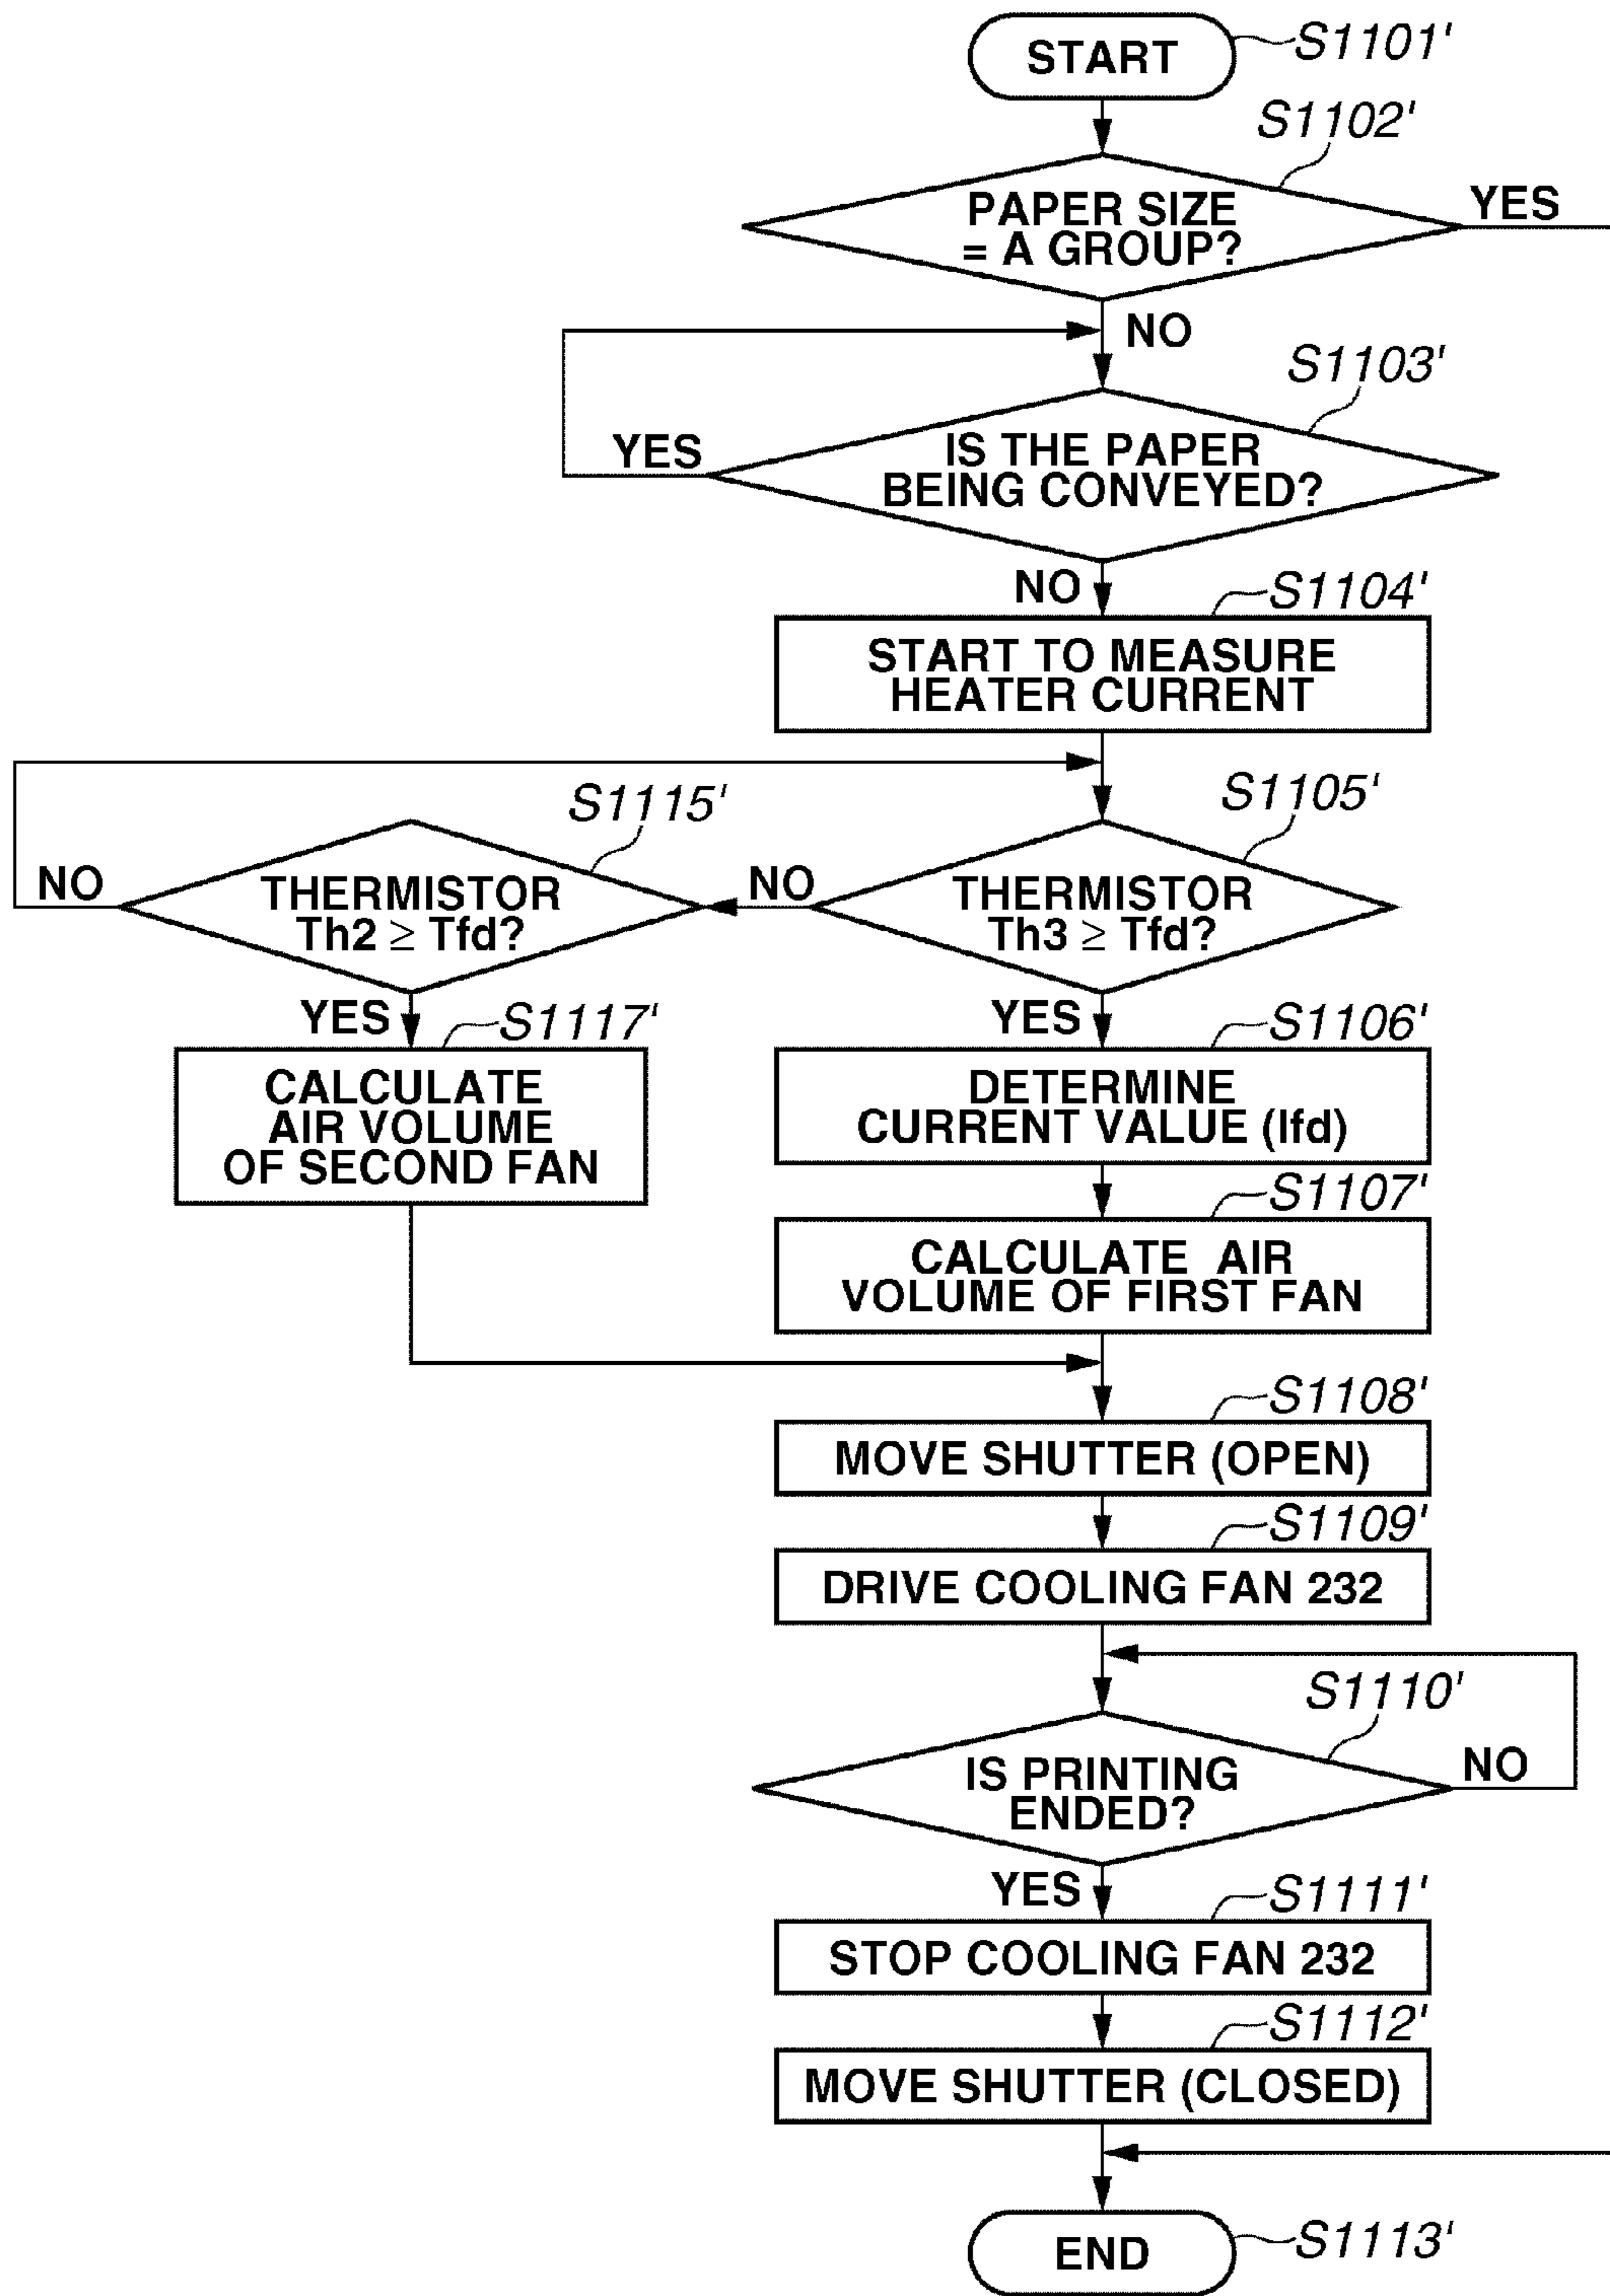 START
S1101'
S1102'
PAPER SIZE
= A GROUP?
YES
NO
S1103'
IS THE PAPER
BEING CONVEYED?
YES
NO
S1104'
START TO MEASURE
HEATER CURRENT
S1115'
S1105'
NO
THERMISTOR
Th2 ≥ Tfd?
NO
THERMISTOR
Th3 ≥ Tfd?
YES
S1117'
YES
S1106'
CALCULATE
AIR VOLUME
OF SECOND FAN
DETERMINE
CURRENT VALUE (Ifd)
S1107'
CALCULATE AIR
VOLUME OF FIRST FAN
S1108'
MOVE SHUTTER (OPEN)
S1109'
DRIVE COOLING FAN 232
S1110'
IS PRINTING
ENDED?
NO
YES
S1111'
STOP COOLING FAN 232
S1112'
MOVE SHUTTER (CLOSED)
END
S1113'